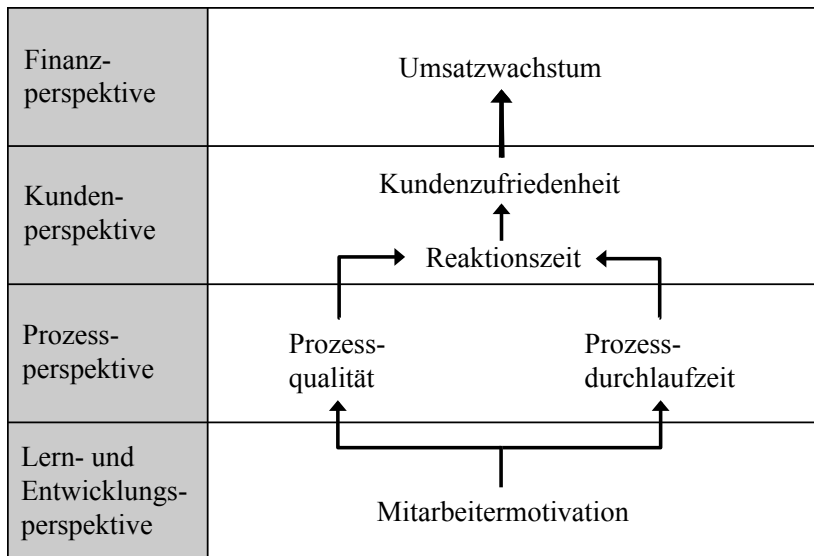 Finanz-
perspektive
Umsatzwachstum
Kunden-
perspektive
Kundenzufriedenheit
Reaktionszeit
Prozess-
perspektive
Prozess-
qualität
Prozess-
durchlaufzeit
Lern- und
Entwicklungs-
perspektive
Mitarbeitermotivation